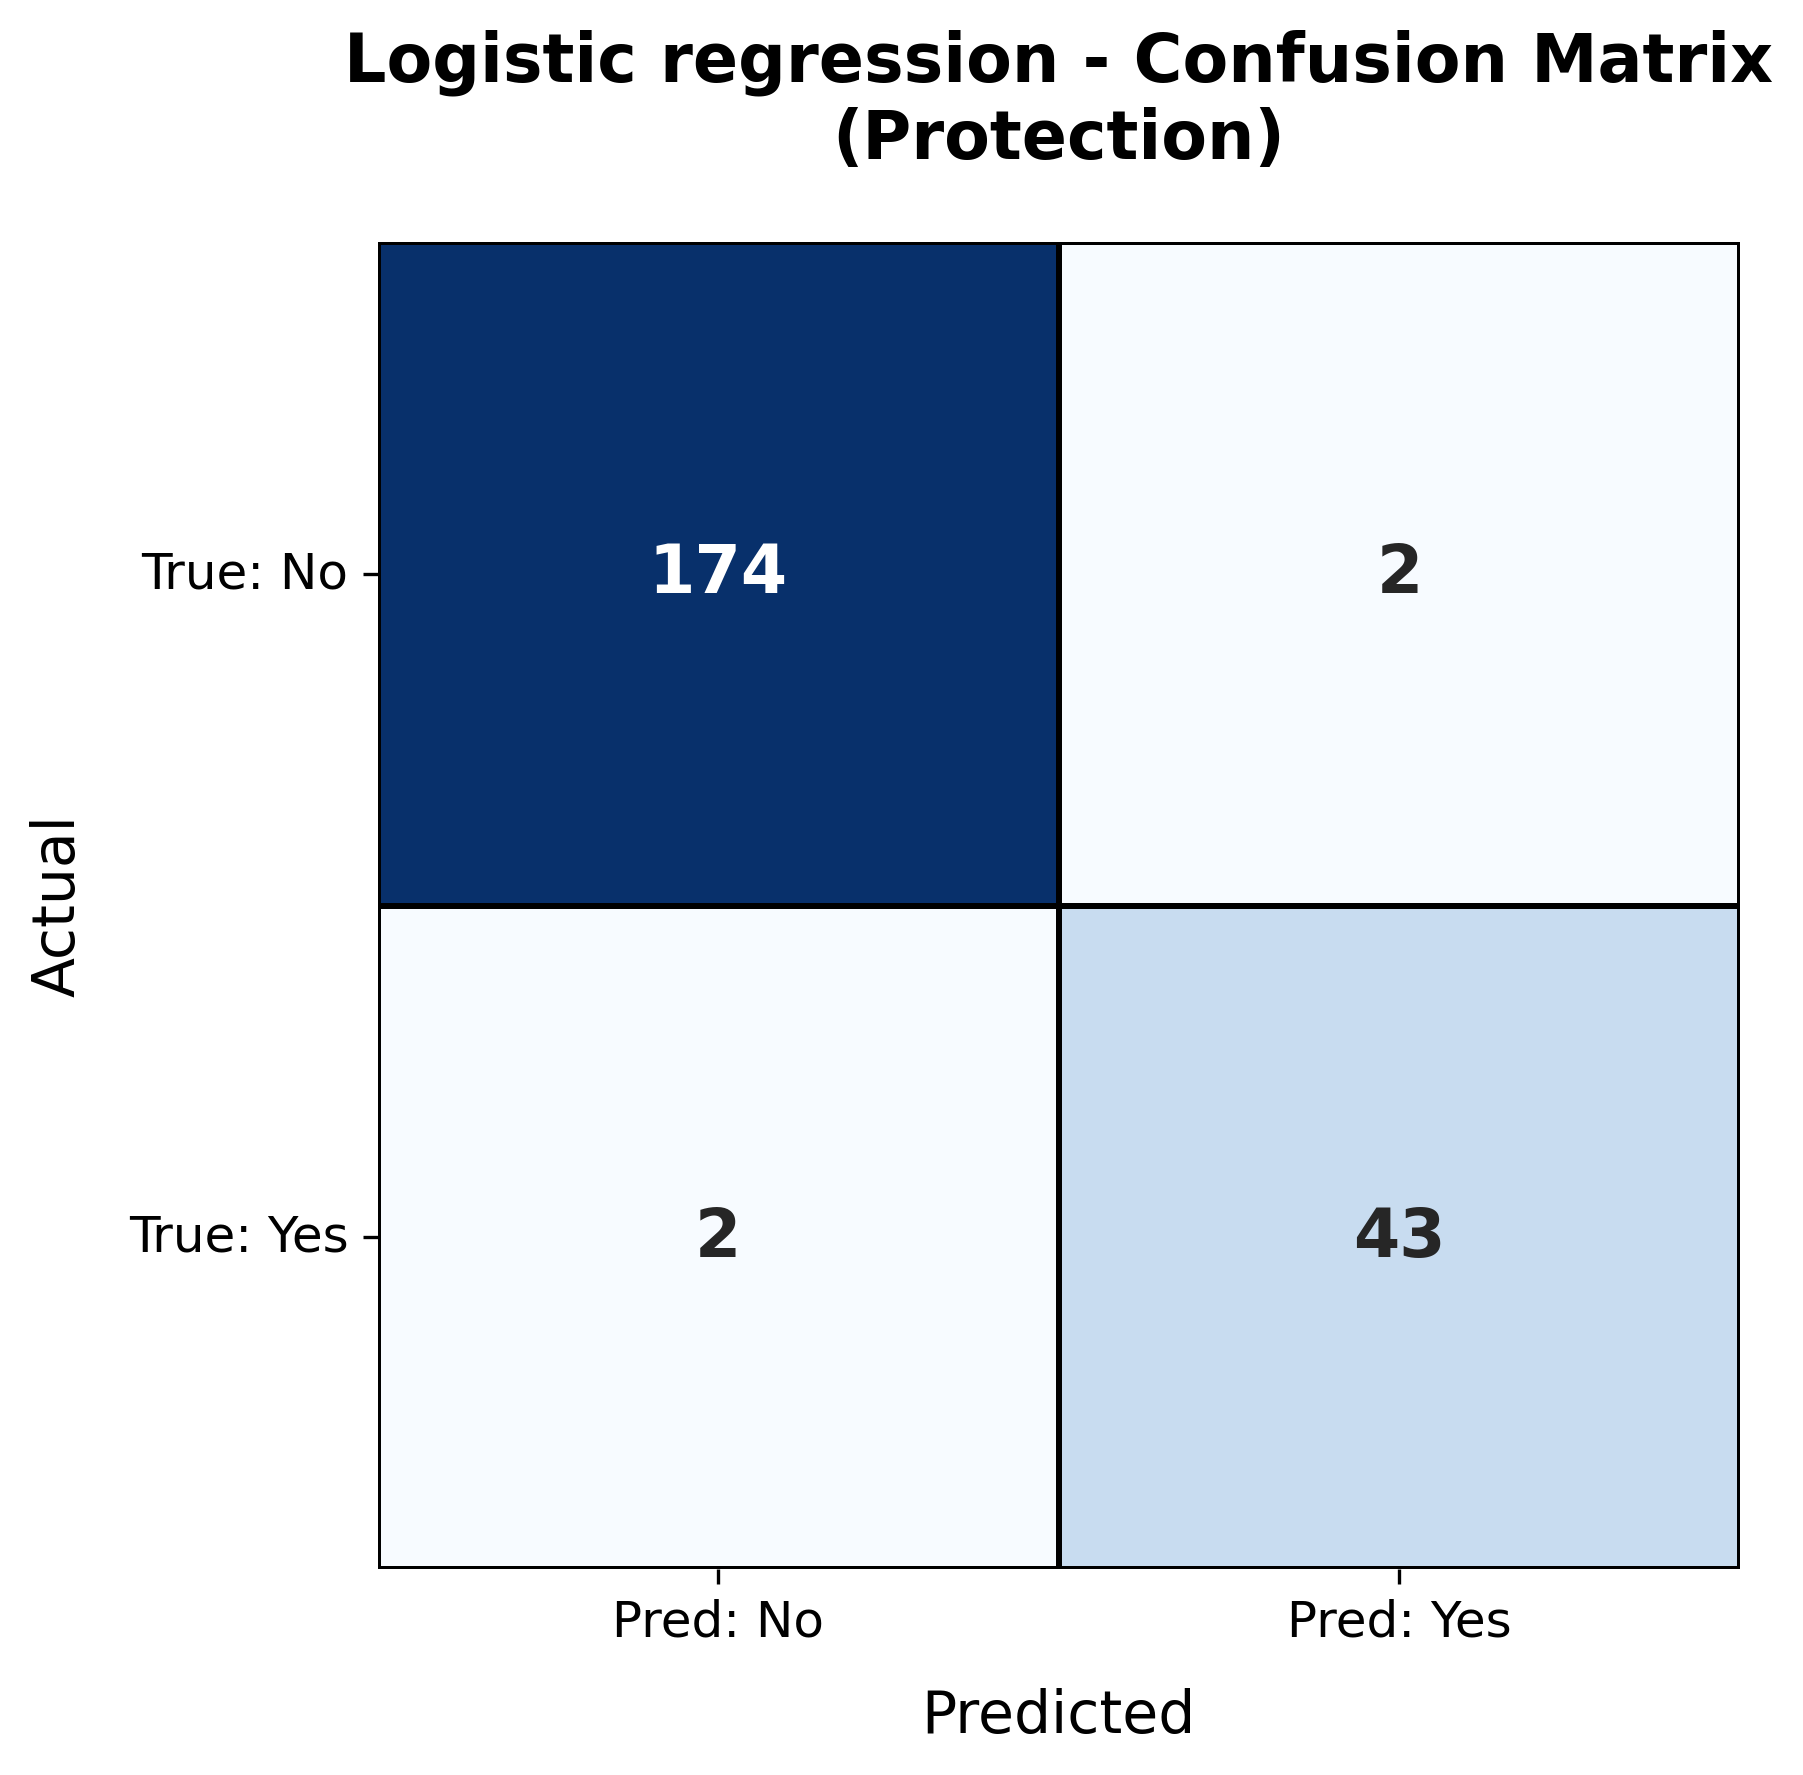 Logistic regression - Confusion Matrix
(Protection)
True: No
174
2
Actual
True: Yes
2
43
Pred: No
Pred: Yes
Predicted